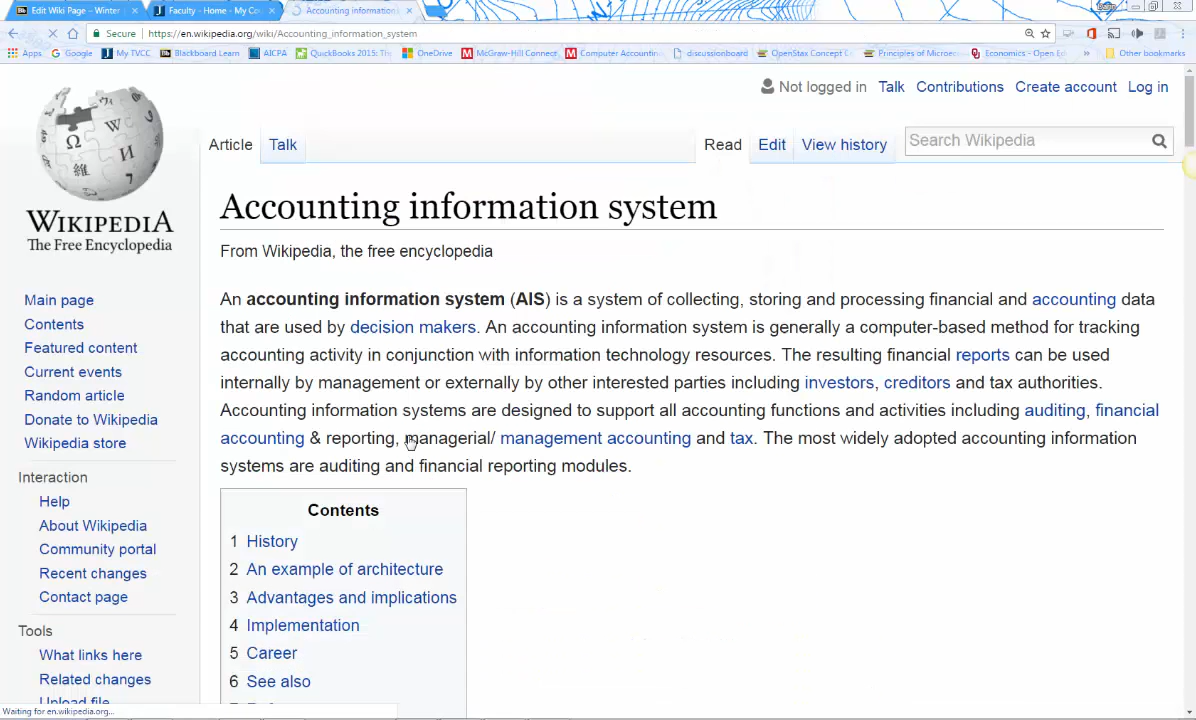 Edit Wiki Page – Winter
Faculty - Home - My Co
Accounting information
Secure
https://en.wikipedia.org/wiki/Accounting_information_system
Apps
Google
My TVCC
Blackboard Learn
AICPA
QuickBooks 2015: Th
OneDrive
McGraw-Hill Connect
Computer Accountin
discussionboard
OpenStax Concept C
Principles of Microec
Economics - Open E
Other bookmarks
Not logged in Talk Contributions Create account Log in
Article Talk Read Edit View history Search Wikipedia
WIKIPEDIA
The Free Encyclopedia
Accounting information system
From Wikipedia, the free encyclopedia
An accounting information system (AIS) is a system of collecting, storing and processing financial and accounting data
that are used by decision makers. An accounting information system is generally a computer-based method for tracking
accounting activity in conjunction with information technology resources. The resulting financial reports can be used
internally by management or externally by other interested parties including investors, creditors and tax authorities.
Accounting information systems are designed to support all accounting functions and activities including auditing, financial
accounting & reporting, managerial/ management accounting and tax. The most widely adopted accounting information
systems are auditing and financial reporting modules.
Main page
Contents
Featured content
Current events
Random article
Donate to Wikipedia
Wikipedia store
Interaction
Help
About Wikipedia
Community portal
Recent changes
Contact page
Tools
What links here
Related changes
Upload file
Contents
1 History
2 An example of architecture
3 Advantages and implications
4 Implementation
5 Career
6 See also
Waiting for en.wikipedia.org...